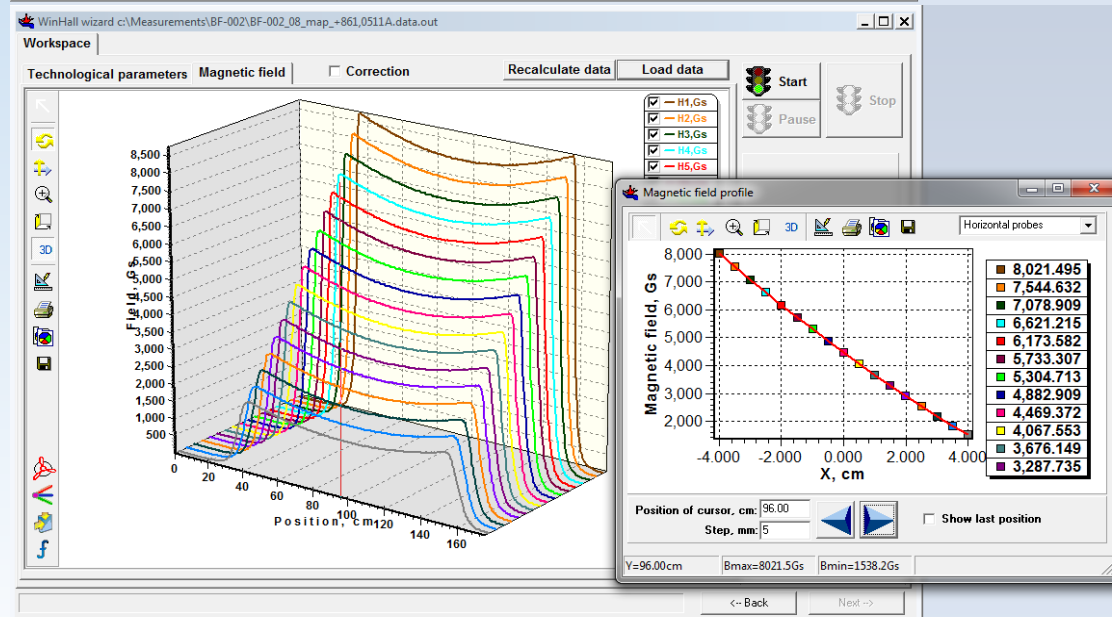 WinHall wizard c:\Measurements\BF-002\BF-002_08_map_+861,0511A.data.out
Workspace
Technological parameters Magnetic field Correction Recalculate data Load data
Start
Stop
Pause
3D
Field, Gs
8,500
8,000
7,500
7,000
6,500
6,000
5,500
5,000
4,500
4,000
3,500
3,000
2,500
2,000
1,500
1,000
500
0 20 40 60 80 100 120 140 160
Position, cm
H1,Gs
H2,Gs
H3,Gs
H4,Gs
H5,Gs
Magnetic field profile
3D Horizontal probes
Magnetic field, Gs
8,000
7,000
6,000
5,000
4,000
3,000
2,000
-4.000 -2.000 0.000 2.000 4.000
X, cm
8,021.495
7,544.632
7,078.909
6,621.215
6,173.582
5,733.307
5,304.713
4,882.909
4,469.372
4,067.553
3,676.149
3,287.735
Position of cursor, cm: 96.00
Step, mm: 5
Show last position
Y=96.00cm Bmax=8021.5Gs Bmin=1538.2Gs
<-- Back Next -->